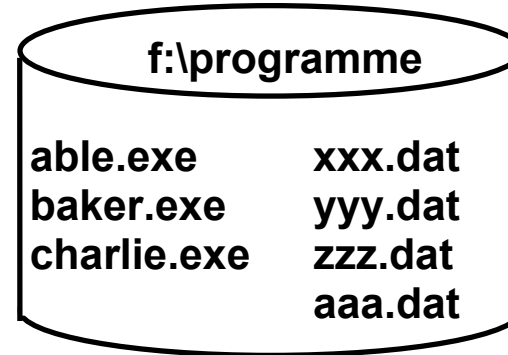 f:\programme
able.exe xxx.dat
baker.exe yyy.dat
charlie.exe zzz.dat
aaa.dat